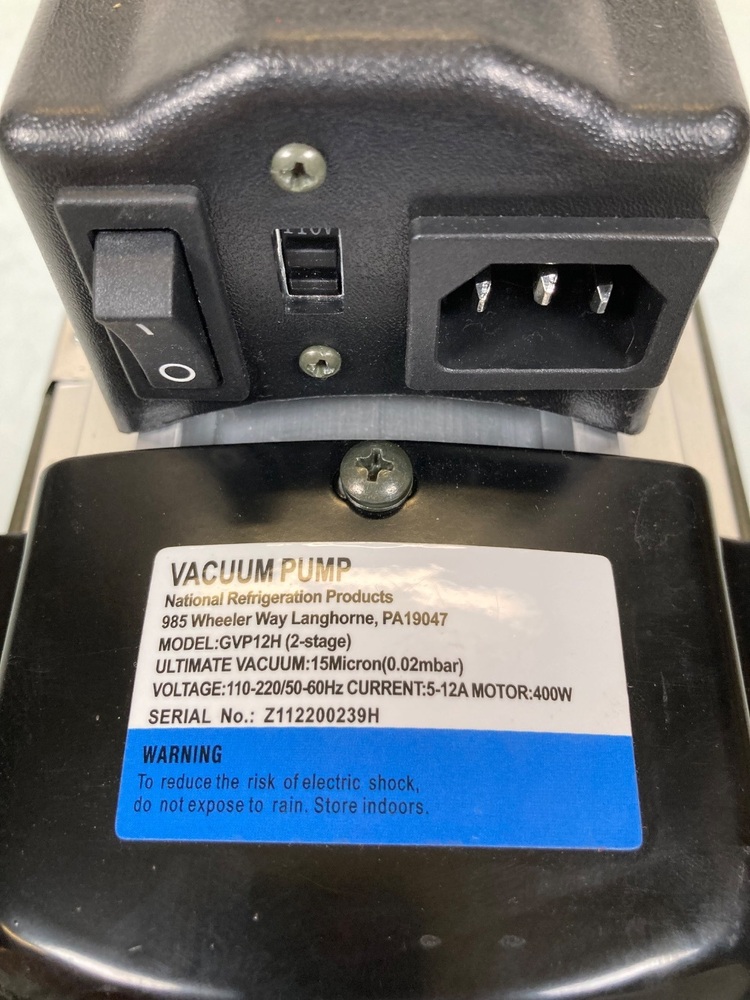 110V
I
O
VACUUM PUMP
National Refrigeration Products
985 Wheeler Way Langhorne, PA19047
MODEL:GVP12H (2-stage)
ULTIMATE VACUUM:15Micron(0.02mbar)
VOLTAGE:110-220/50-60Hz CURRENT:5-12A MOTOR:400W
SERIAL No.: Z112200239H
WARNING
To reduce the risk of electric shock,
do not expose to rain. Store indoors.